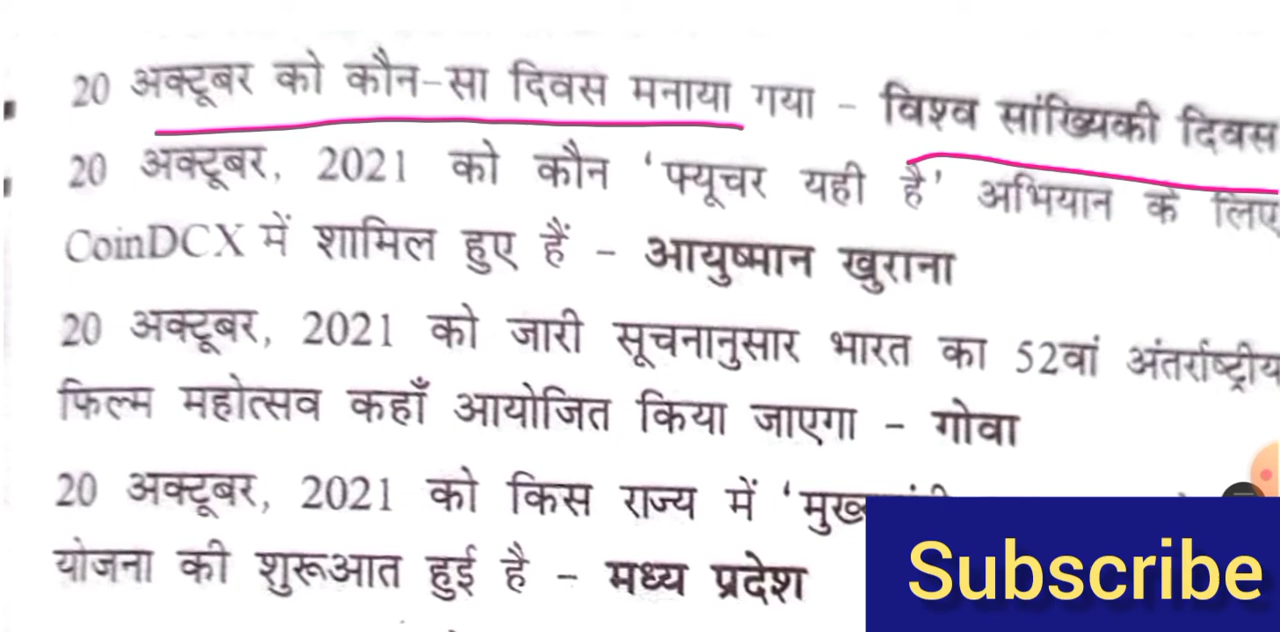 20 अक्टूबर को कौन-सा दिवस मनाया गया - विश्व सांख्यिकी दिवस
20 अक्टूबर, 2021 को कौन 'फ्यूचर यही है' अभियान के लिए
CoinDCX में शामिल हुए हैं - आयुष्मान खुराना
20 अक्टूबर, 2021 को जारी सूचनानुसार भारत का 52वां अंतर्राष्ट्रीय
फिल्म महोत्सव कहाँ आयोजित किया जाएगा - गोवा
20 अक्टूबर, 2021 को किस राज्य में
योजना की शुरूआत हुई है - मध्य प्रदेश
Subscribe